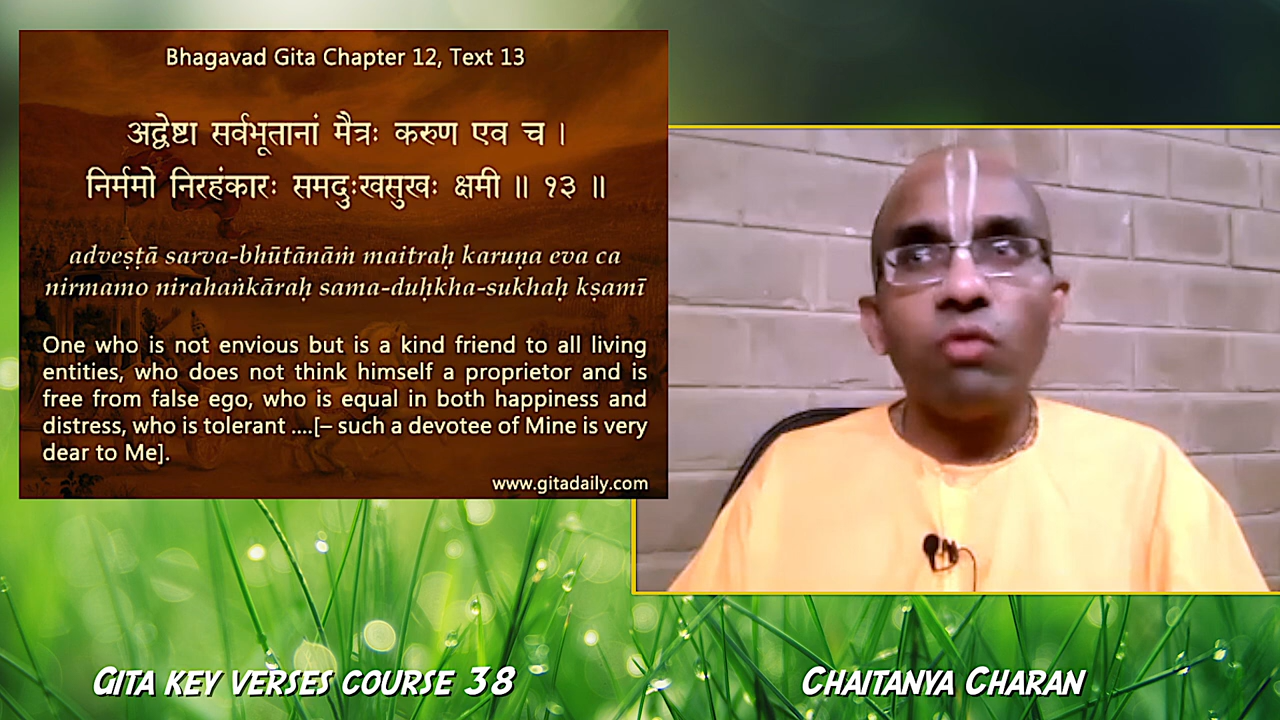 Bhagavad Gita Chapter 12, Text 13
अद्वेष्टा सर्वभूतानां मैत्रः करुण एव च ।
निर्ममो निरहंकारः समदुःखसुखः क्षमी ॥ १३ ॥
adveṣṭā sarva-bhūtānāṁ maitraḥ karuṇa eva ca
nirmamo nirahaṅkāraḥ sama-duḥkha-sukhaḥ kṣamī
One who is not envious but is a kind friend to all living
entities, who does not think himself a proprietor and is
free from false ego, who is equal in both happiness and
distress, who is tolerant ....[– such a devotee of Mine is very
dear to Me].
www.gitadaily.com
GITA KEY VERSES COURSE 38
CHAITANYA CHARAN